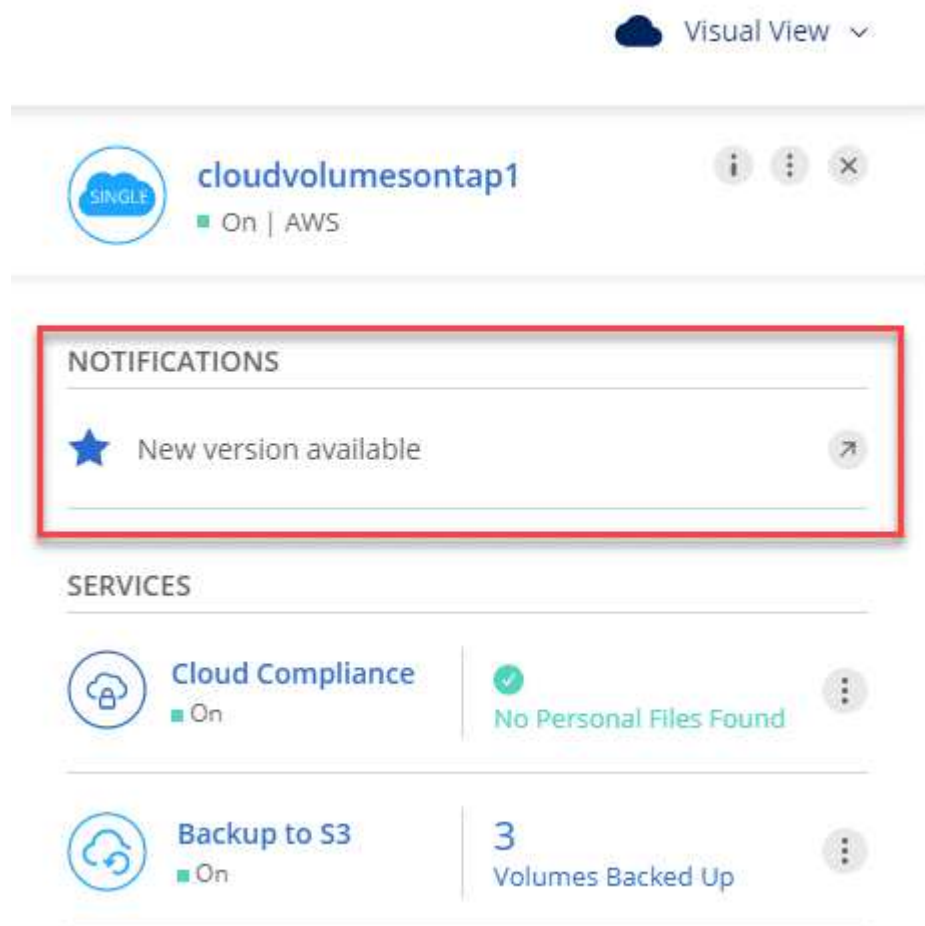 Visual View
SINGLE
cloudvolumesontap1
On | AWS
NOTIFICATIONS
New version available
SERVICES
Cloud Compliance
On
No Personal Files Found
Backup to S3
On
3
Volumes Backed Up